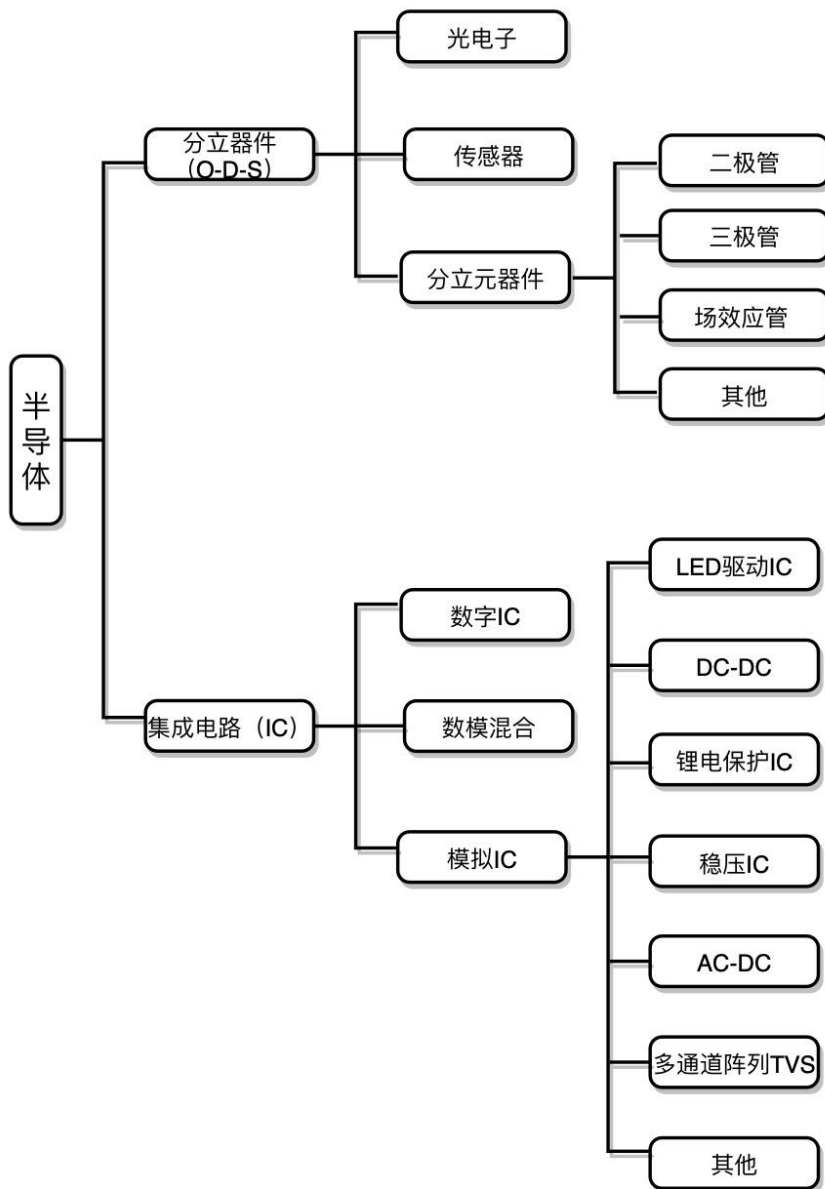 光电子
分立器件
（O-D-S）
传感器
二极管
三极管
分立元器件
场效应管
其他
半
导
体
LED驱动IC
数字IC
DC-DC
集成电路（IC）
数模混合
锂电保护IC
模拟IC
稳压IC
AC-DC
多通道阵列TVS
其他